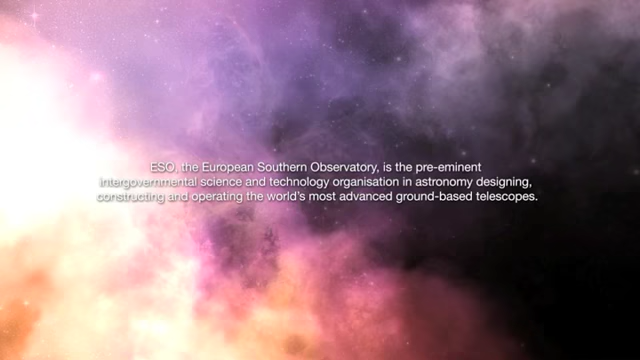 ESO, the European Southern Observatory, is the pre-eminent
intergovernmental science and technology organisation in astronomy designing,
constructing and operating the world's most advanced ground-based telescopes.